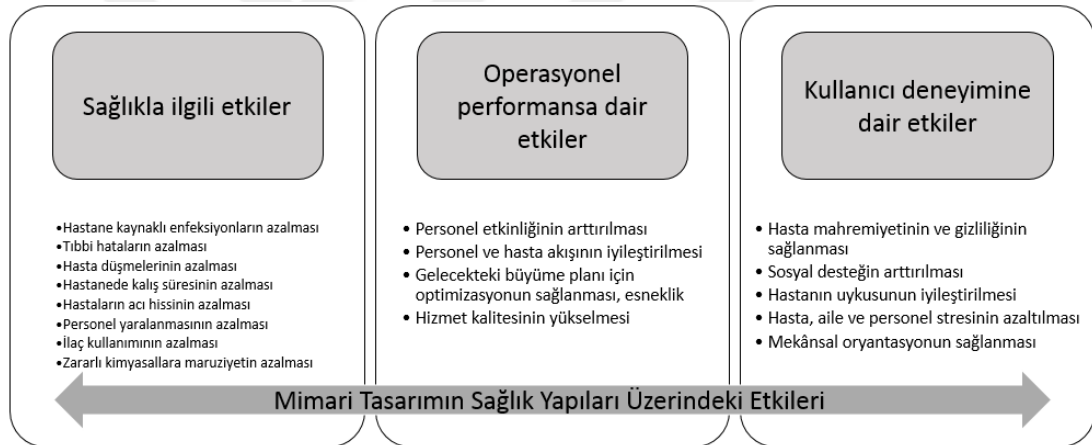 Sağlıkla ilgili etkiler
•Hastane kaynaklı enfeksiyonların azalması
•Tıbbi hataların azalması
•Hasta düşmelerinin azalması
•Hastanede kalış süresinin azalması
•Hastaların acı hissinin azalması
•Personel yaralanmasının azalması
•İlaç kullanımının azalması
•Zararlı kimyasallara maruziyetin azalması
Operasyonel
performansa dair
etkiler
• Personel etkinliğinin arttırılması
• Personel ve hasta akışının iyileştirilmesi
• Gelecekteki büyüme planı için
optimizasyonun sağlanması, esneklik
• Hizmet kalitesinin yükselmesi
Kullanıcı deneyimine
dair etkiler
• Hasta mahremiyetinin ve gizliliğinin
sağlanması
• Sosyal desteğin arttırılması
• Hastanın uykusunun iyileştirilmesi
• Hasta, aile ve personel stresinin azaltılması
• Mekânsal oryantasyonun sağlanması
Mimari Tasarımın Sağlık Yapıları Üzerindeki Etkileri